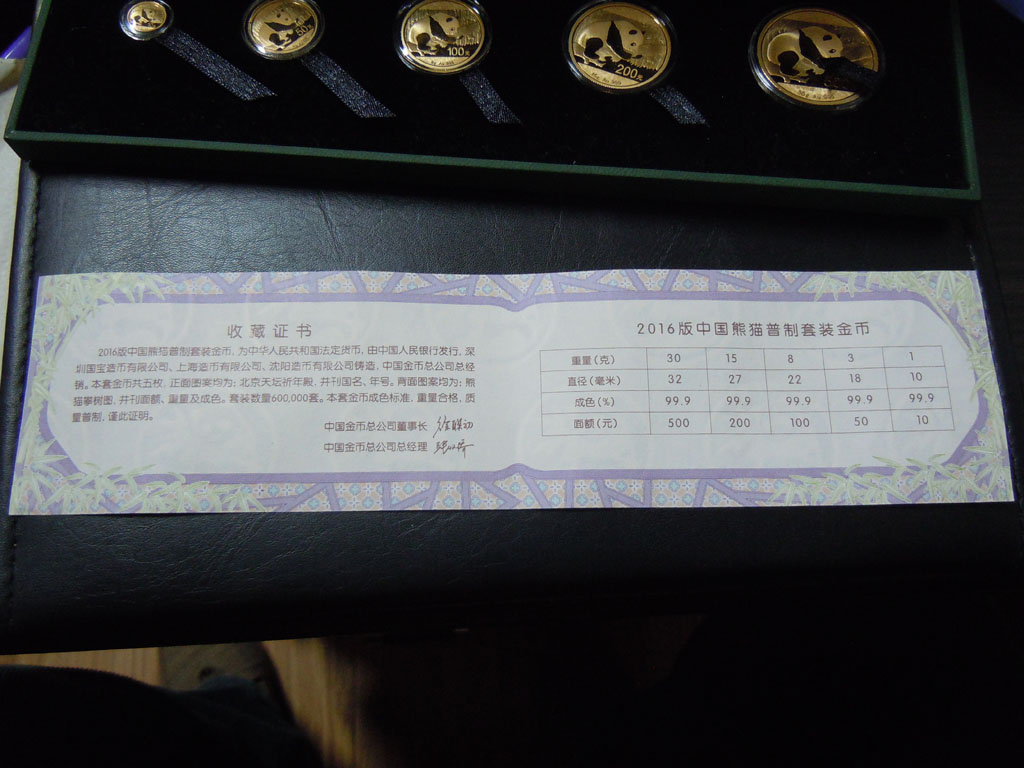 50元
100元
200元
收藏证书
2016版中国熊猫普制套装金币，为中华人民共和国法定货币，由中国人民银行发行，深
圳国宝造币有限公司、上海造币有限公司、沈阳造币有限公司铸造，中国金币总公司总经
销。本套金币共五枚，正面图案均为：北京天坛祈年殿，并刊国名、年号。背面图案均为：熊
猫攀树图，并刊面额、重量及成色。套装数量600,000套。本套金币成色标准，重量合格，质
量普制，谨此证明。
中国金币总公司董事长
中国金币总公司总经理
2016版中国熊猫普制套装金币
重量(克) 30 15 8 3 1
直径(毫米) 32 27 22 18 10
成色(%) 99.9 99.9 99.9 99.9 99.9
面额(元) 500 200 100 50 10